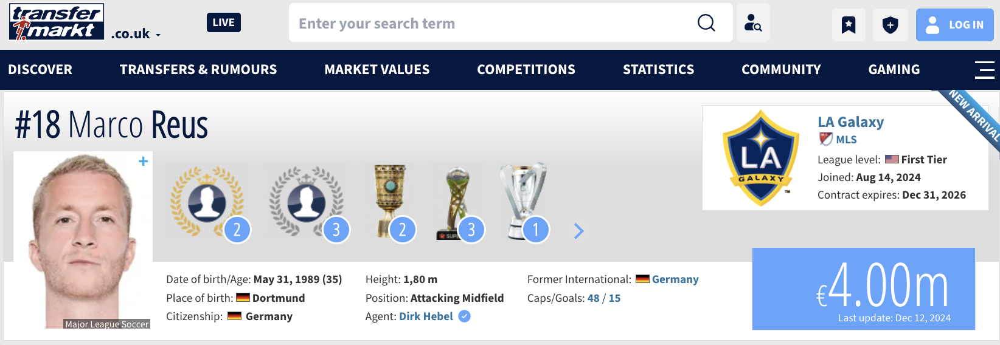 transfer
markt
.co.uk
LIVE
Enter your search term
LOG IN
DISCOVER
TRANSFERS & RUMOURS
MARKET VALUES
COMPETITIONS
STATISTICS
COMMUNITY
GAMING
#18 Marco Reus
NEW ARRIVAL
LA
GALAXY
™
LA Galaxy
MLS
League level: First Tier
Joined: Aug 14, 2024
Contract expires: Dec 31, 2026
2
3
2
SUP
3
1
Major League Soccer
Date of birth/Age: May 31, 1989 (35)
Place of birth: Dortmund
Citizenship: Germany
Height: 1,80 m
Position: Attacking Midfield
Agent: Dirk Hebel
Former International: Germany
Caps/Goals: 48 / 15
€4.00m
Last update: Dec 12, 2024